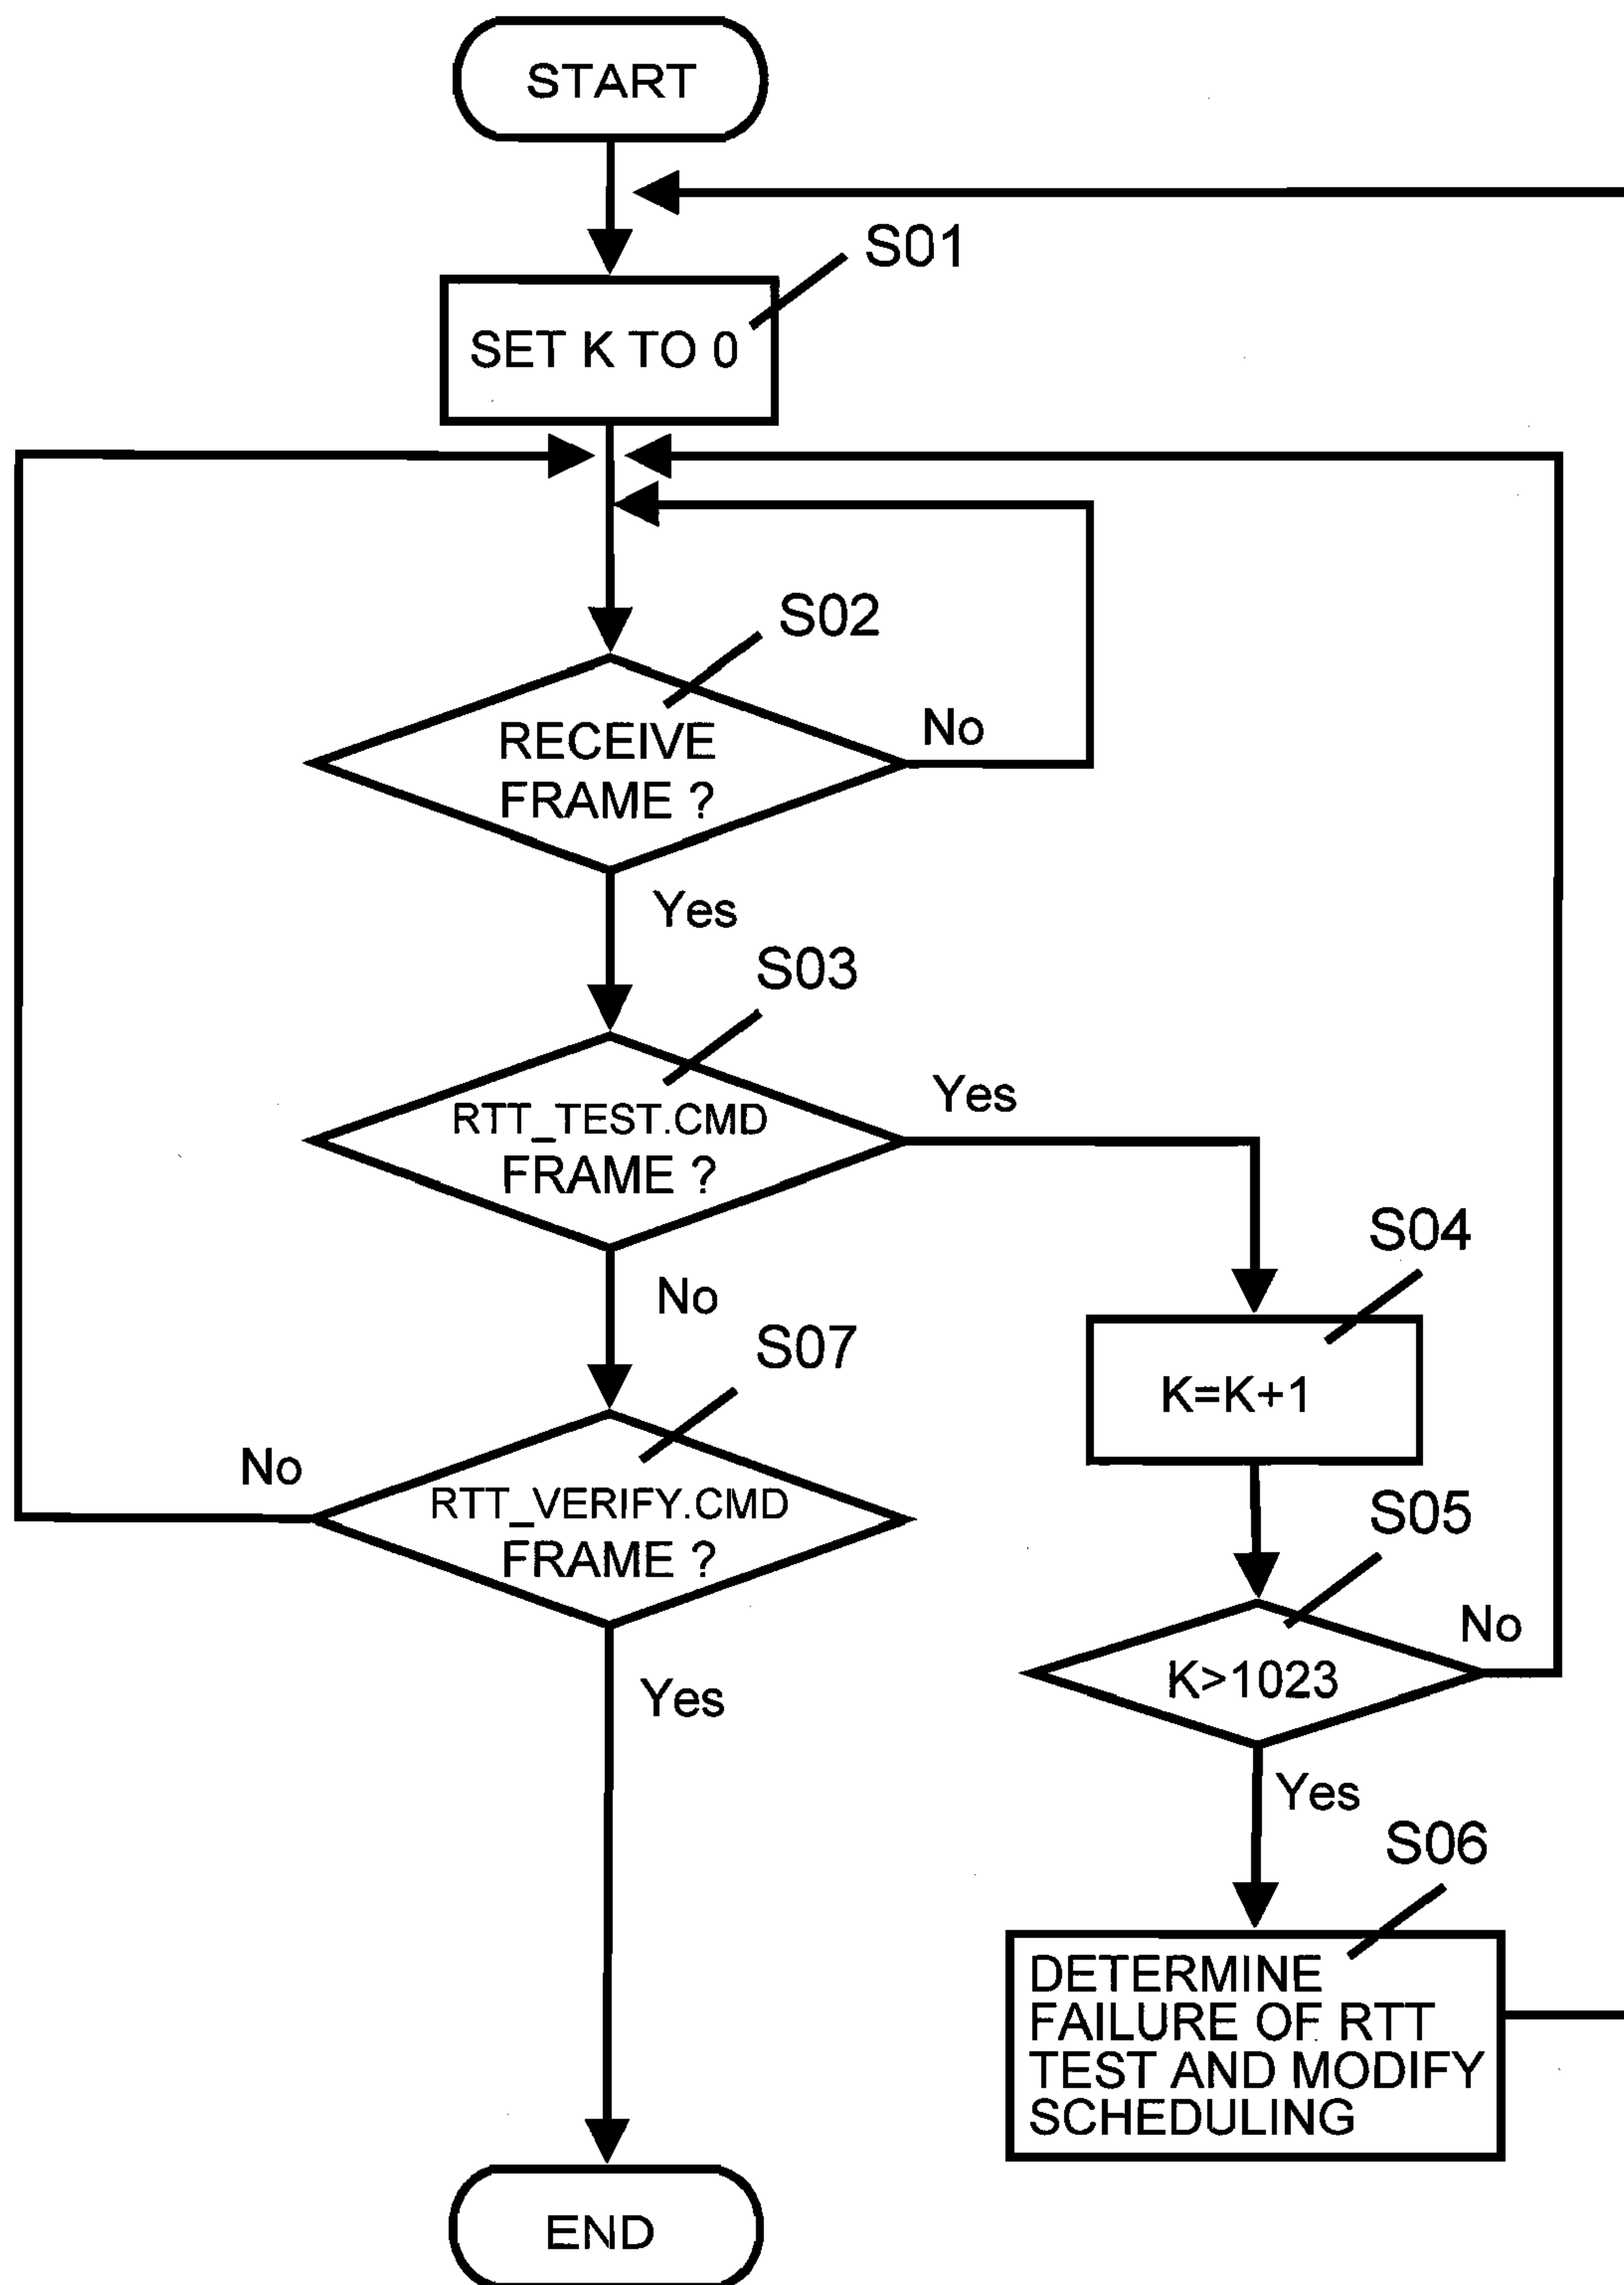 START
S01
SET K TO 0
S02
RECEIVE
FRAME ?
No
Yes
S03
RTT_TEST.CMD
FRAME ?
Yes
No
S04
K=K+1
S07
RTT_VERIFY.CMD
FRAME ?
No
Yes
S05
K>1023
No
Yes
S06
DETERMINE
FAILURE OF RTT
TEST AND MODIFY
SCHEDULING
END